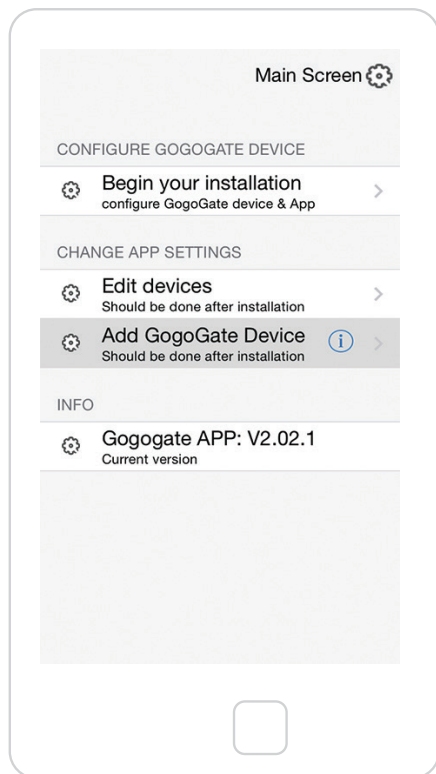 Main Screen
CONFIGURE GOGOGATE DEVICE
Begin your installation
configure GogoGate device & App
CHANGE APP SETTINGS
Edit devices
Should be done after installation
Add GogoGate Device
Should be done after installation
INFO
Gogogate APP: V2.02.1
Current version